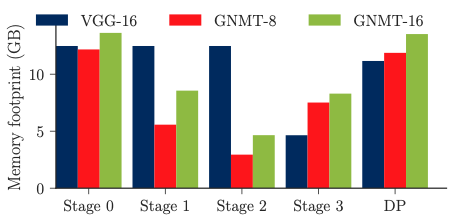 VGG-16 GNMT-8 GNMT-16
Memory footprint (GB)
10
5
0
Stage 0 Stage 1 Stage 2 Stage 3 DP